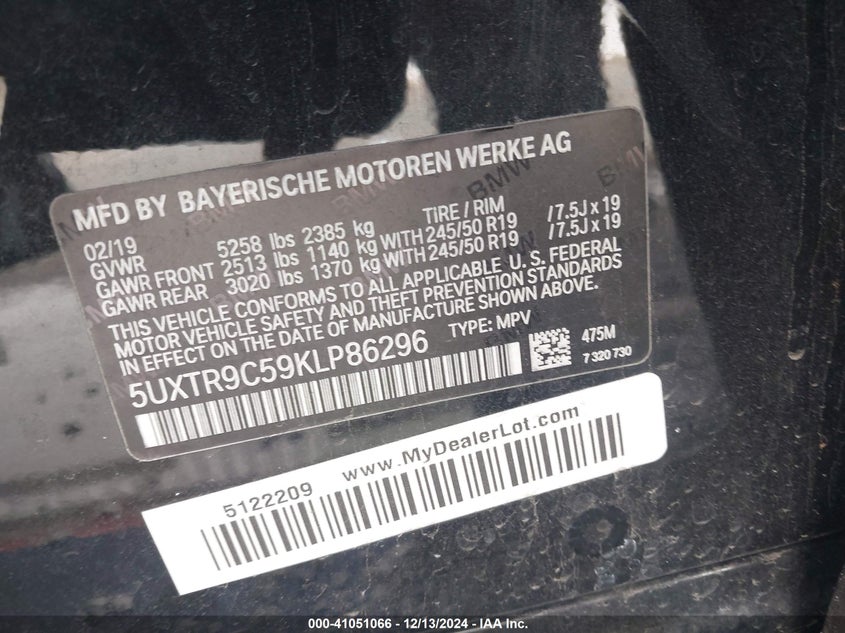 MFD BY BAYERISCHE MOTOREN WERKE AG
02/19 TIRE / RIM
GVWR 5258 lbs 2385 kg
GAWR FRONT 2513 lbs 1140 kg WITH 245/50 R19 /7.5J x 19
GAWR REAR 3020 lbs 1370 kg WITH 245/50 R19 /7.5J x 19
THIS VEHICLE CONFORMS TO ALL APPLICABLE U. S. FEDERAL
MOTOR VEHICLE SAFETY AND THEFT PREVENTION STANDARDS
IN EFFECT ON THE DATE OF MANUFACTURE SHOWN ABOVE.
5UXTR9C59KLP86296 TYPE: MPV 475M
7 320 730
BMW
BMW
www.MyDealerLot.com
5122209
000-41051066 - 12/13/2024 - IAA Inc.